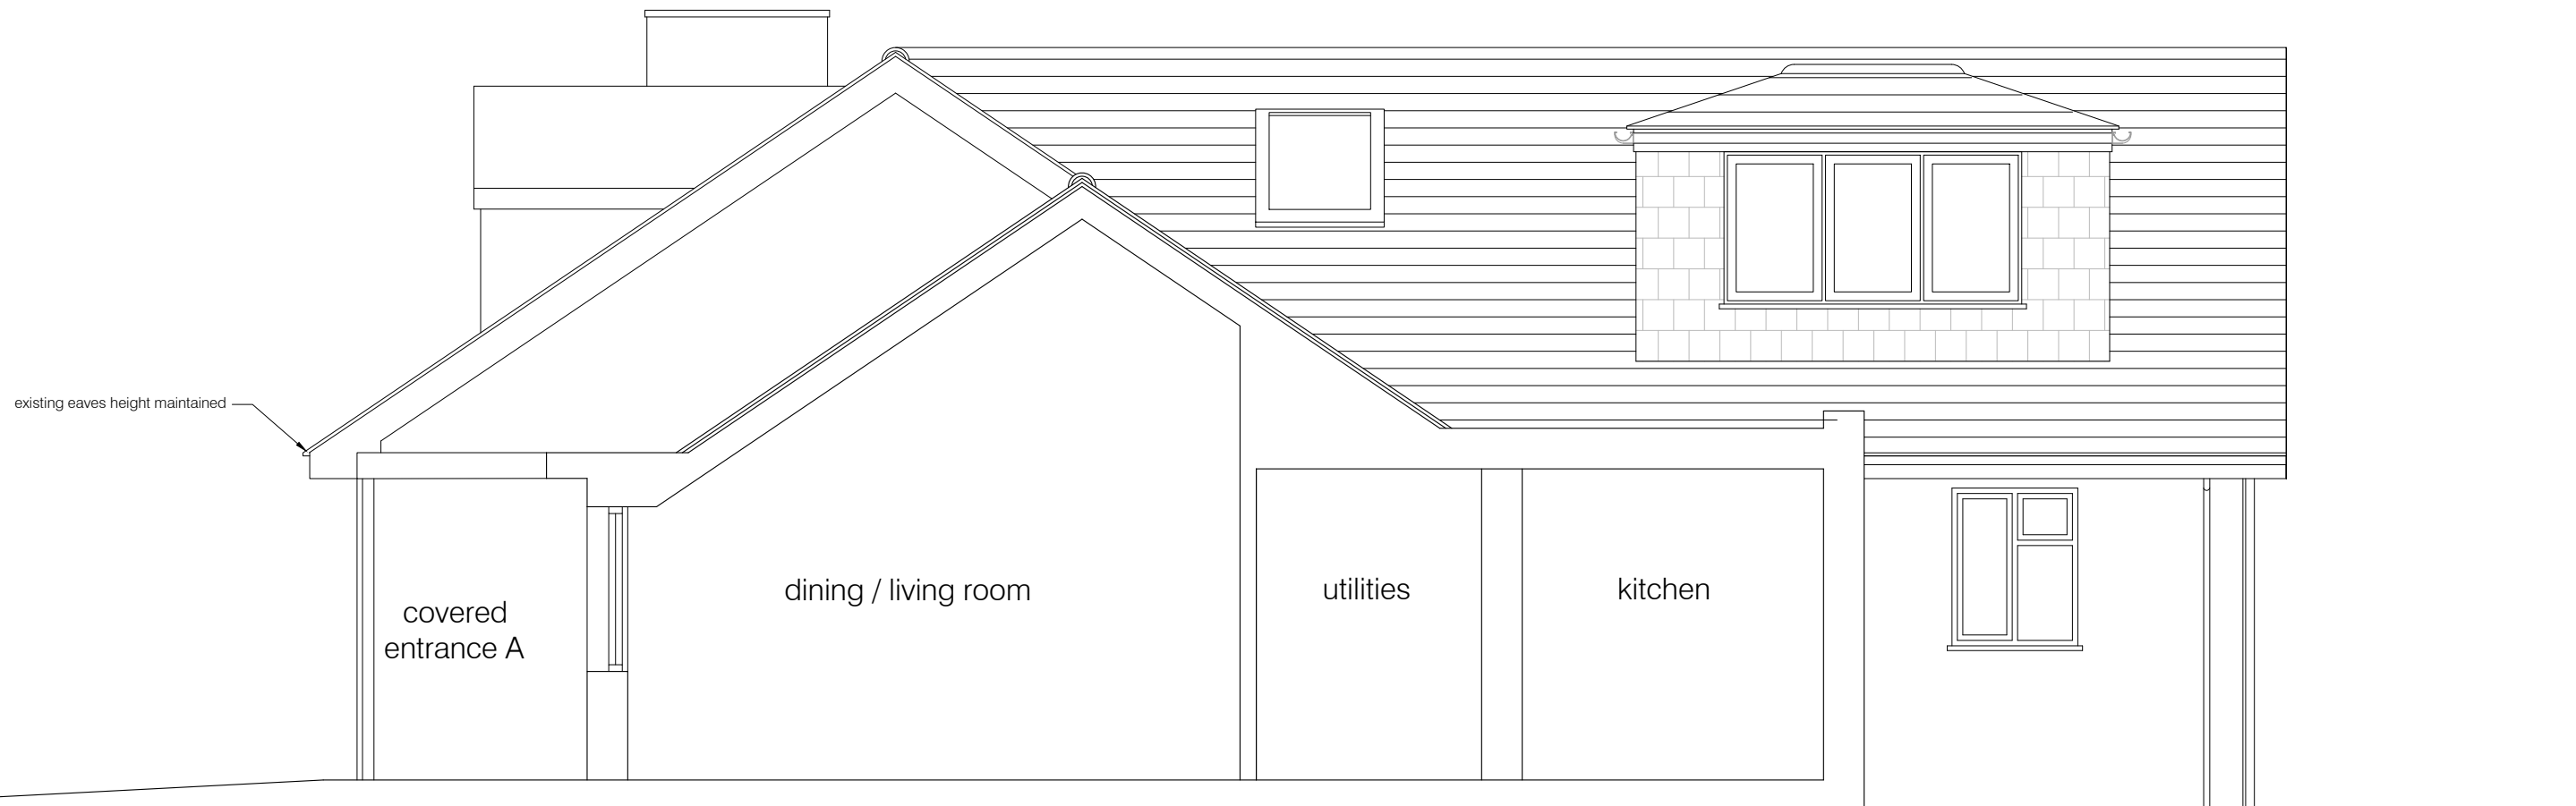 existing eaves height maintained
covered
entrance A
dining / living room
utilities
kitchen